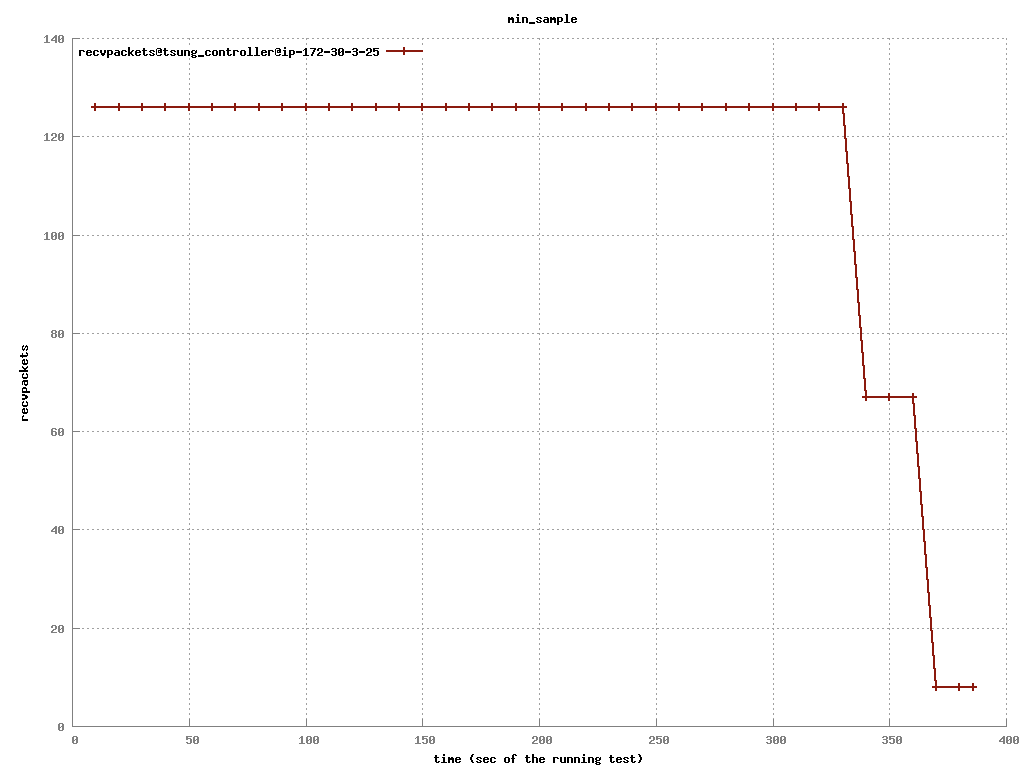 min_sample
recvpackets@tsung_controller@ip-172-30-3-25
140
120
100
80
60
40
20
0
recvpackets
0 50 100 150 200 250 300 350 400
time (sec of the running test)